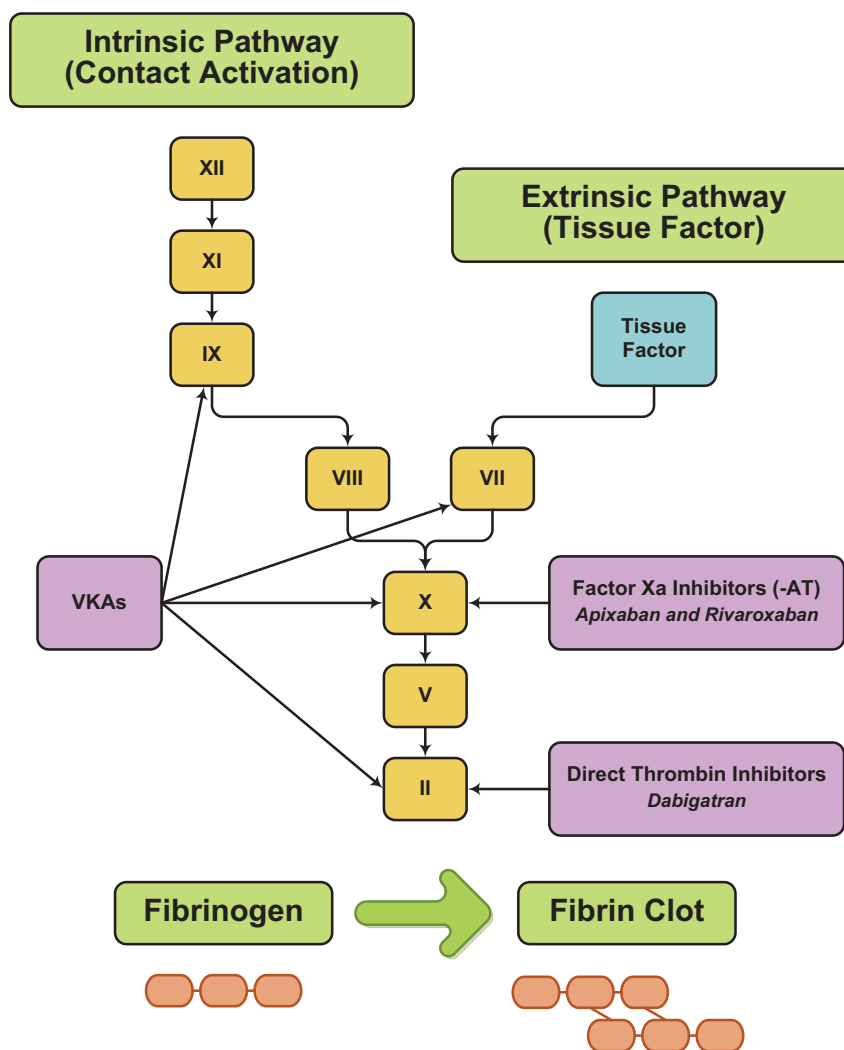 Intrinsic Pathway
(Contact Activation)
XII
Extrinsic Pathway
(Tissue Factor)
XI
IX
Tissue
Factor
VIII
VII
VKAs
X
Factor Xa Inhibitors (-AT)
Apixaban and Rivaroxaban
V
II
Direct Thrombin Inhibitors
Dabigatran
Fibrinogen
Fibrin Clot